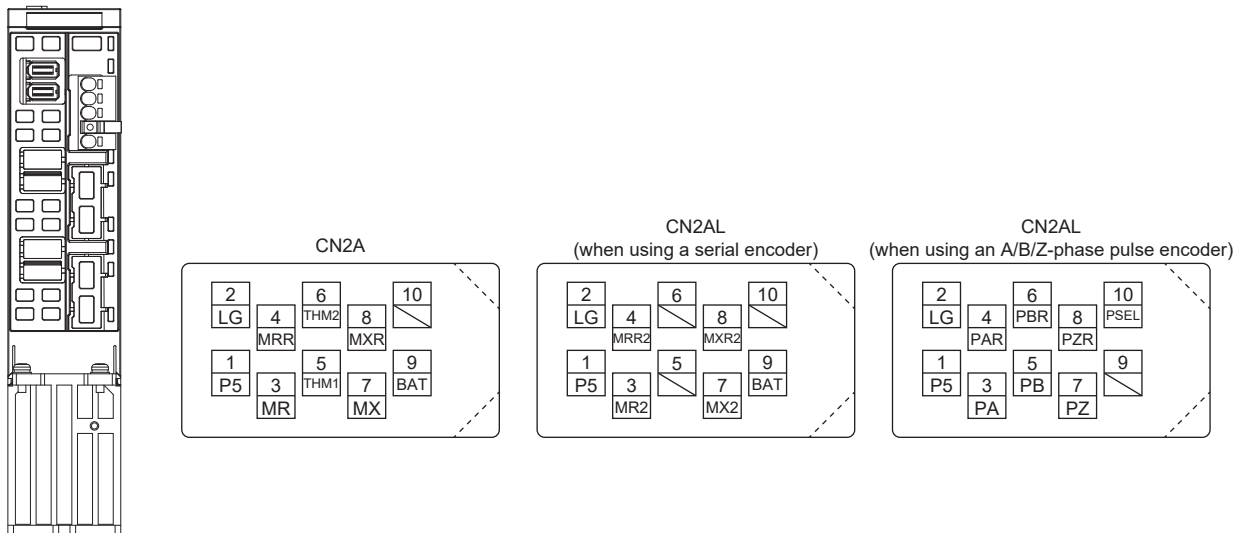 CN2A
2 6 10
LG 4 THM2 8
MRR MXR
1 5 9
P5 3 THM1 7 BAT
MR MX
CN2AL
(when using a serial encoder)
2 6 10
LG 4 8
MRR2 MXR2
1 5 9
P5 3 7 BAT
MR2 MX2
CN2AL
(when using an A/B/Z-phase pulse encoder)
2 6 10
LG 4 PBR 8 PSEL
PAR PZR
1 5 9
P5 3 PB 7
PA PZ